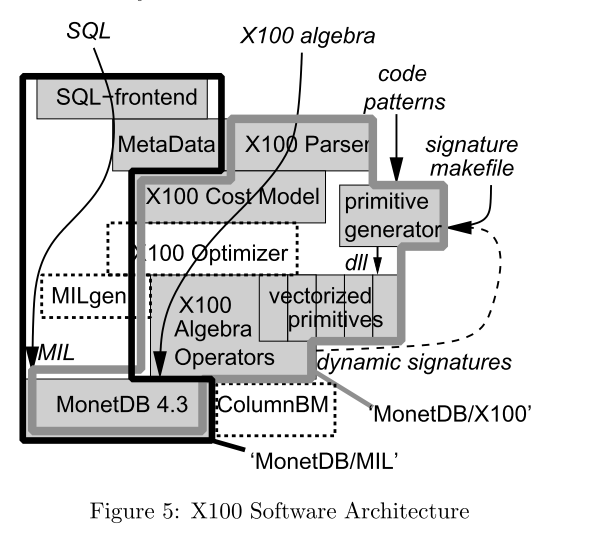 SQL
X100 algebra
code
patterns
SQL-frontend
signature
makefile
MetaData
X100 Parser
X100 Cost Model
primitive
generator
X100 Optimizer
dll
MILgen
X100
Algebra
Operators
vectorized
primitives
MIL
dynamic signatures
MonetDB 4.3
ColumnBM
'MonetDB/X100'
'MonetDB/MIL'
Figure 5: X100 Software Architecture